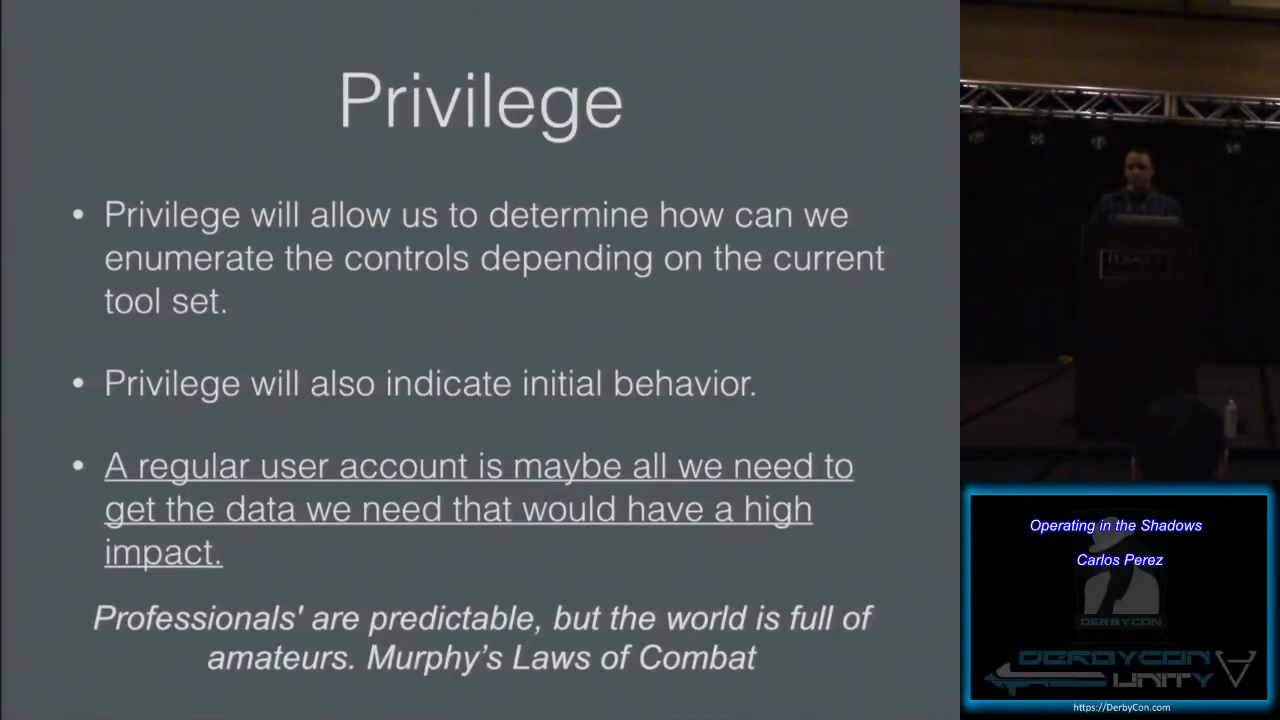 Privilege
• Privilege will allow us to determine how can we
enumerate the controls depending on the current
tool set.
• Privilege will also indicate initial behavior.
• A regular user account is maybe all we need to
get the data we need that would have a high
impact.
Professionals' are predictable, but the world is full of
amateurs. Murphy’s Laws of Combat
Operating in the Shadows
Carlos Perez
DERBYCON
DERBYCON
UNITY
https://DerbyCon.com